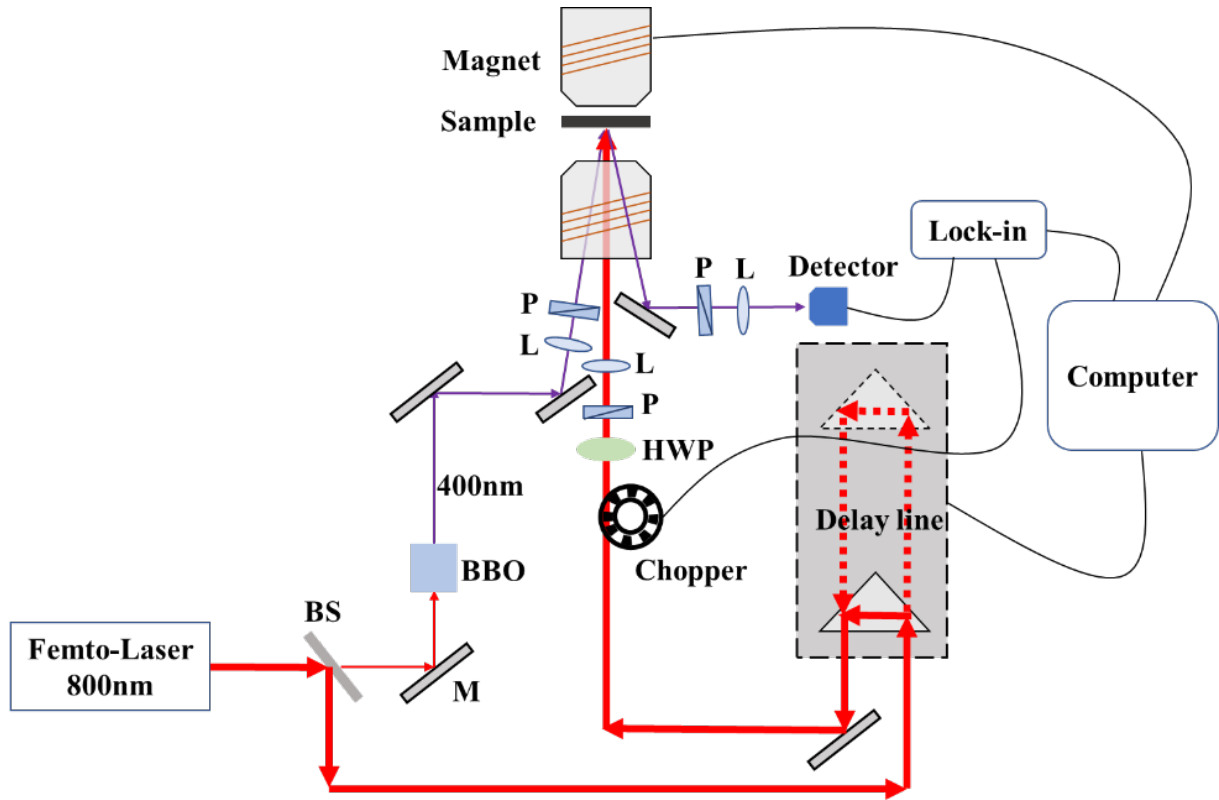 Magnet
Sample
Lock-in
P
L
Detector
P
L
L
Computer
P
HWP
400nm
Delay line
BBO
Chopper
BS
Femto-Laser
800nm
M